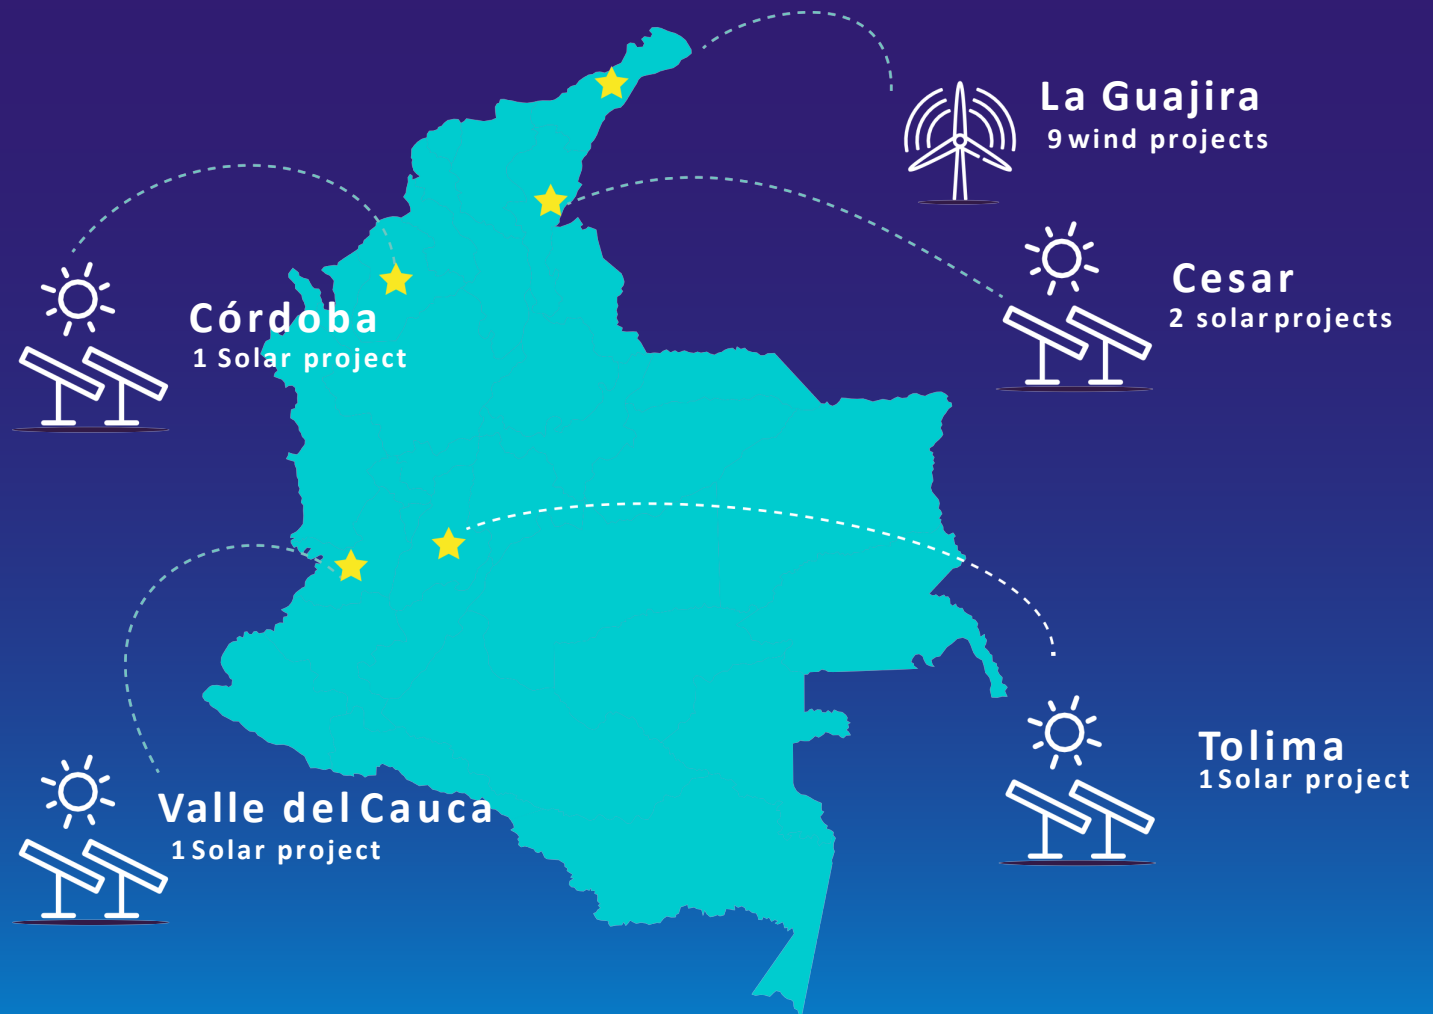 La Guajira
9 wind projects
Cesar
2 solar projects
Córdoba
1 Solar project
Tolima
1 Solar project
Valle del Cauca
1 Solar project